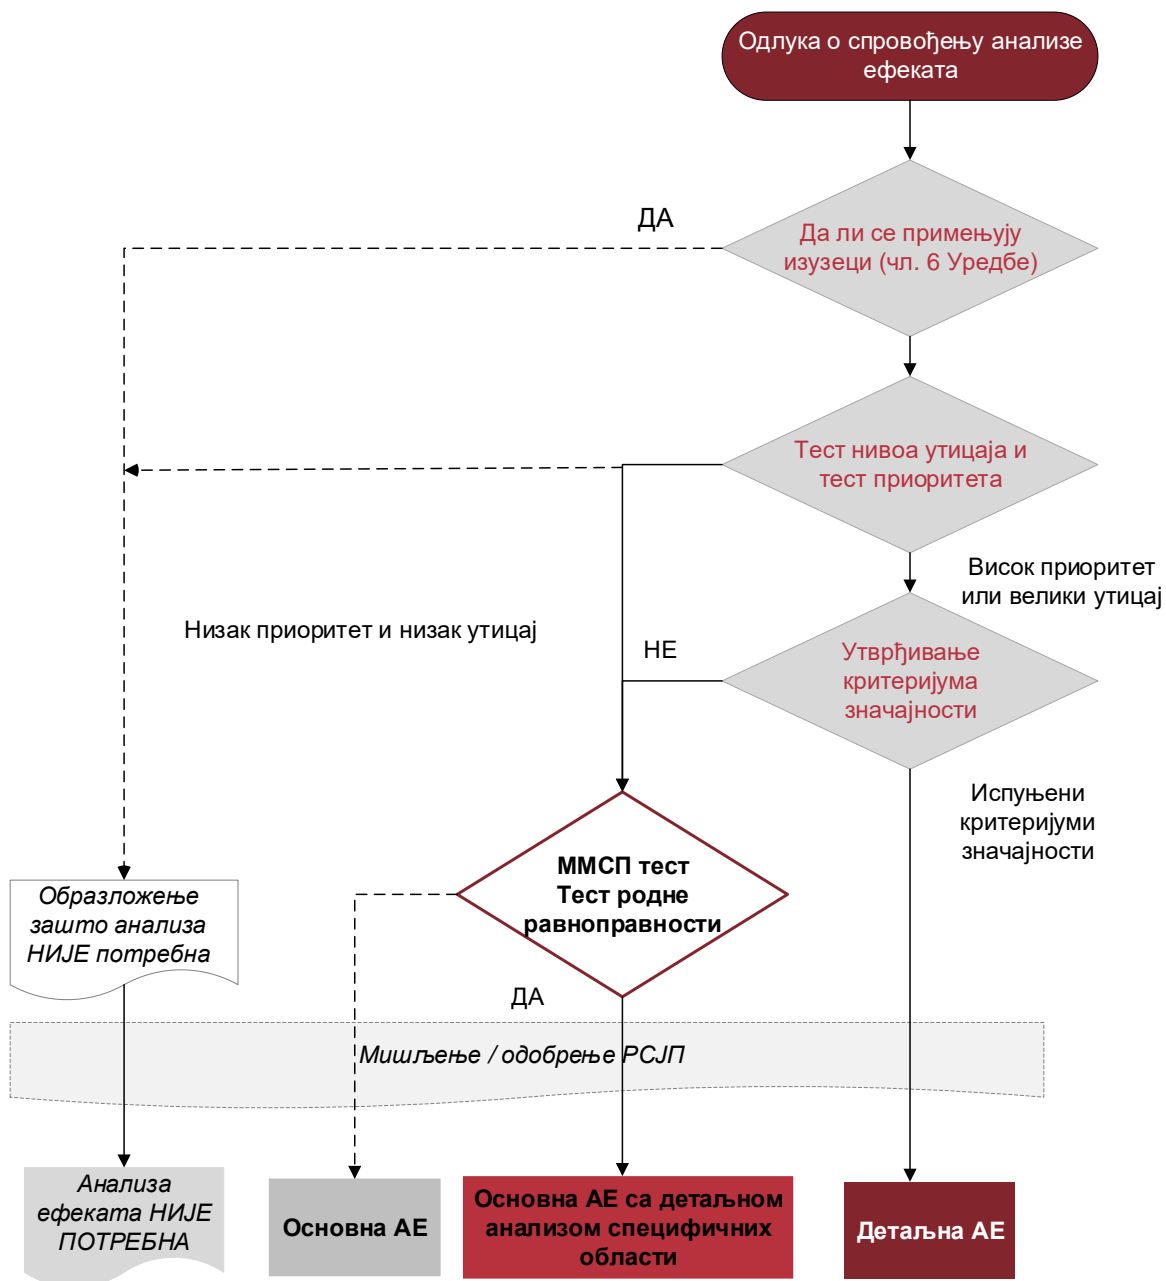 Одлука о спровођењу анализе
ефеката
ДА
Да ли се примењују
изузеци (чл. 6 Уредбе)
Тест нивоа утицаја и
тест приоритета
Висок приоритет
или велики утицај
Низак приоритет и низак утицај
НЕ
Утврђивање
критеријума
значајности
Испуњени
критеријуми
значајности
ММСП тест
Тест родне
равноправности
Образложење
зашто анализа
НИЈЕ потребна
ДА
Мишљење / одобрење РСЈП
Анализа
ефеката НИЈЕ
ПОТРЕБНА
Основна АЕ
Основна АЕ са детаљном
анализом специфичних
области
Детаљна АЕ